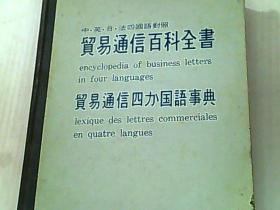 中·英·日·法四國語對照
貿易通信百科全書
encyclopedia of business letters
in four languages
貿易通信四カ国語事典
lexique des lettres commerciales
en quatre langues